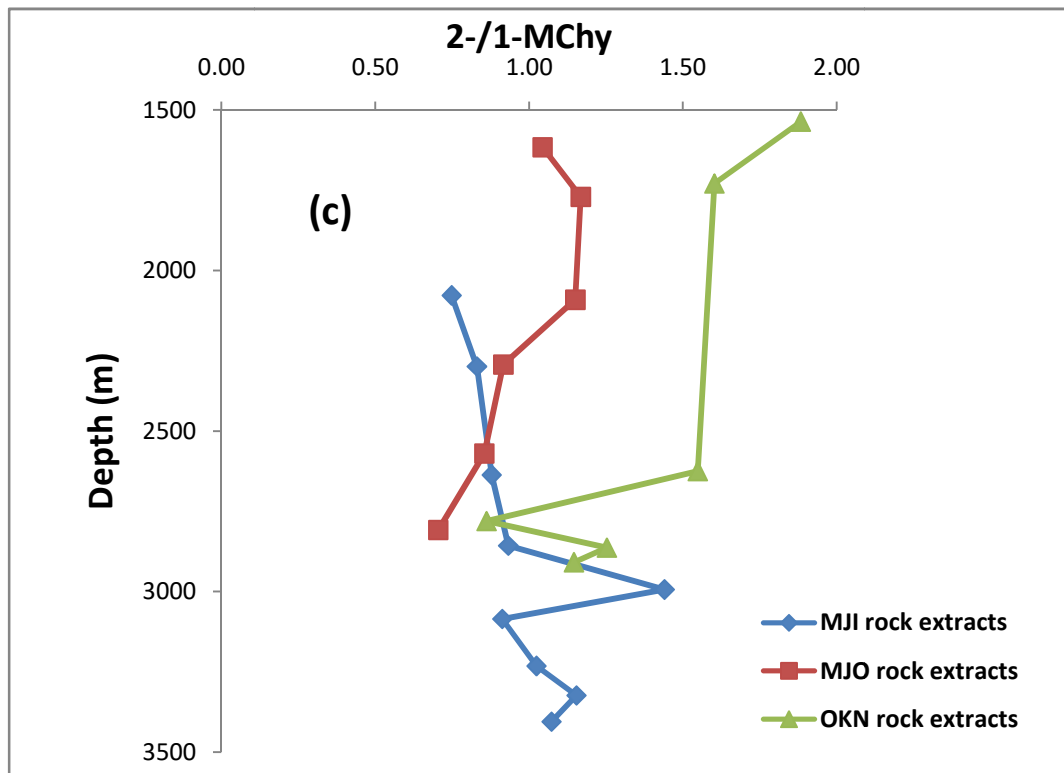 2-/1-MChy
0.00 0.50 1.00 1.50 2.00
1500
(c)
2000
2500
Depth (m)
3000
MJI rock extracts
MJO rock extracts
OKN rock extracts
3500